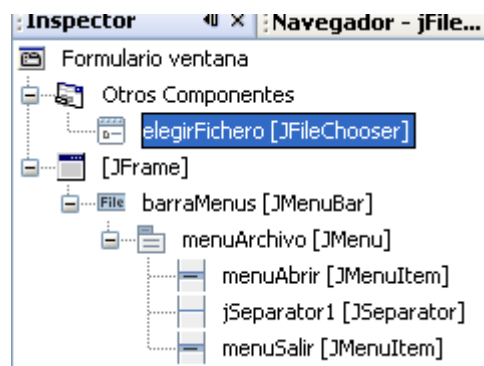 Inspector
Navegador - jFile...
Formulario ventana
Otros Componentes
elegirFichero [JFileChooser]
[JFrame]
File barraMenus [JMenuBar]
menuArchivo [JMenu]
menuAbrir [JMenuItem]
jSeparator1 [JSeparator]
menuSalir [JMenuItem]